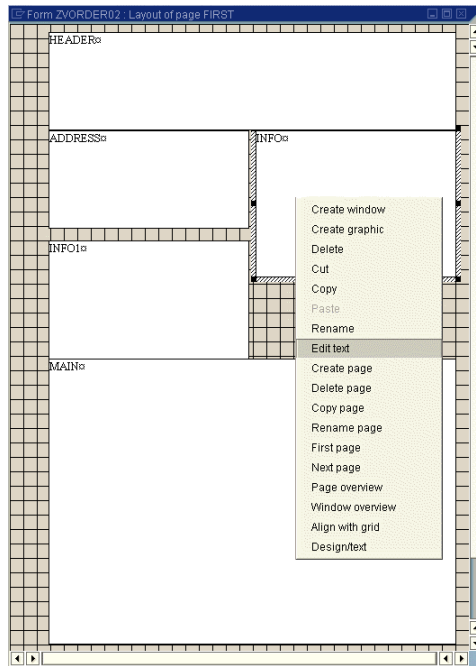 Form ZVORDER02 : Layout of page FIRST
HEADER¤
ADDRESS¤
INFO¤
Create window
Create graphic
Delete
Cut
INFO1¤
Copy
Paste
Rename
Edit text
MAIN¤
Create page
Delete page
Copy page
Rename page
First page
Next page
Page overview
Window overview
Align with grid
Design/text